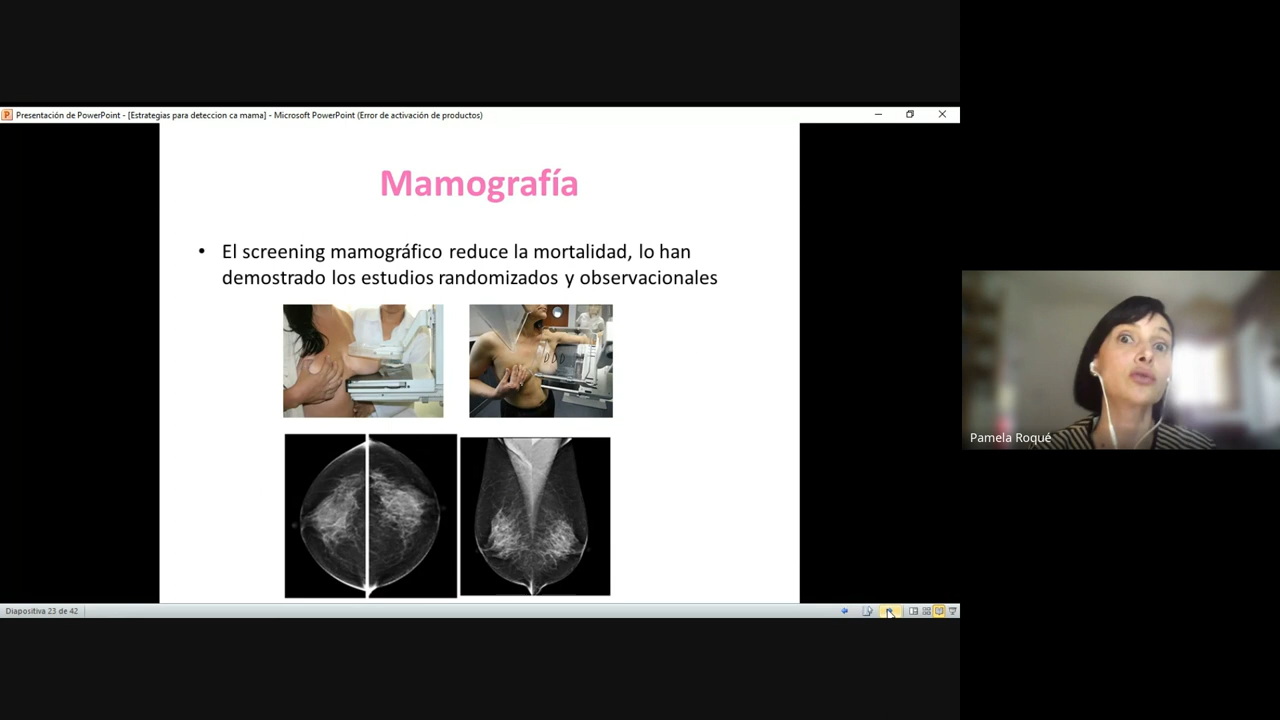 Presentación de PowerPoint - [Estrategias para deteccion ca mama] - Microsoft PowerPoint (Error de activación de productos)
Mamografía
• El screening mamográfico reduce la mortalidad, lo han
demostrado los estudios randomizados y observacionales
Pamela Roqué
Diapositiva 23 de 42